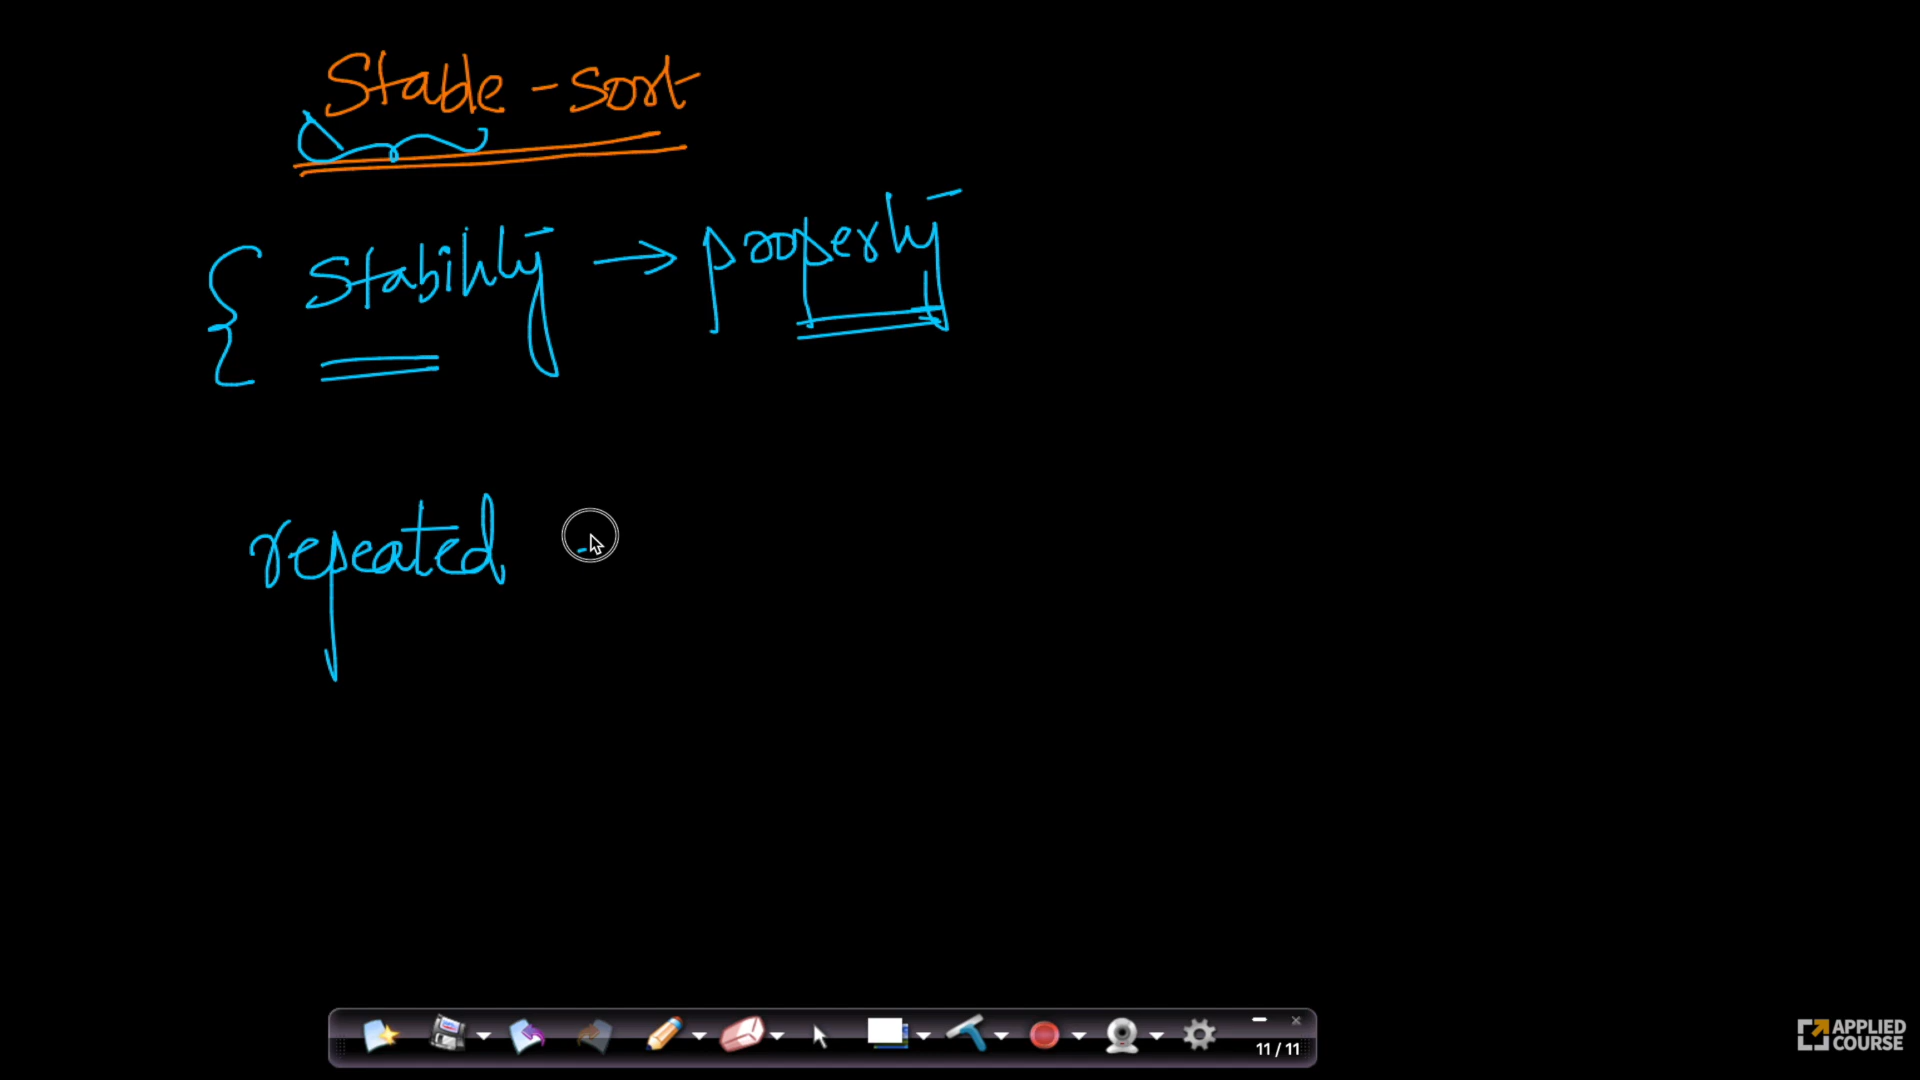 Stable-sort
{ Stability → property
repeated -
11 / 11
APPLIED
COURSE